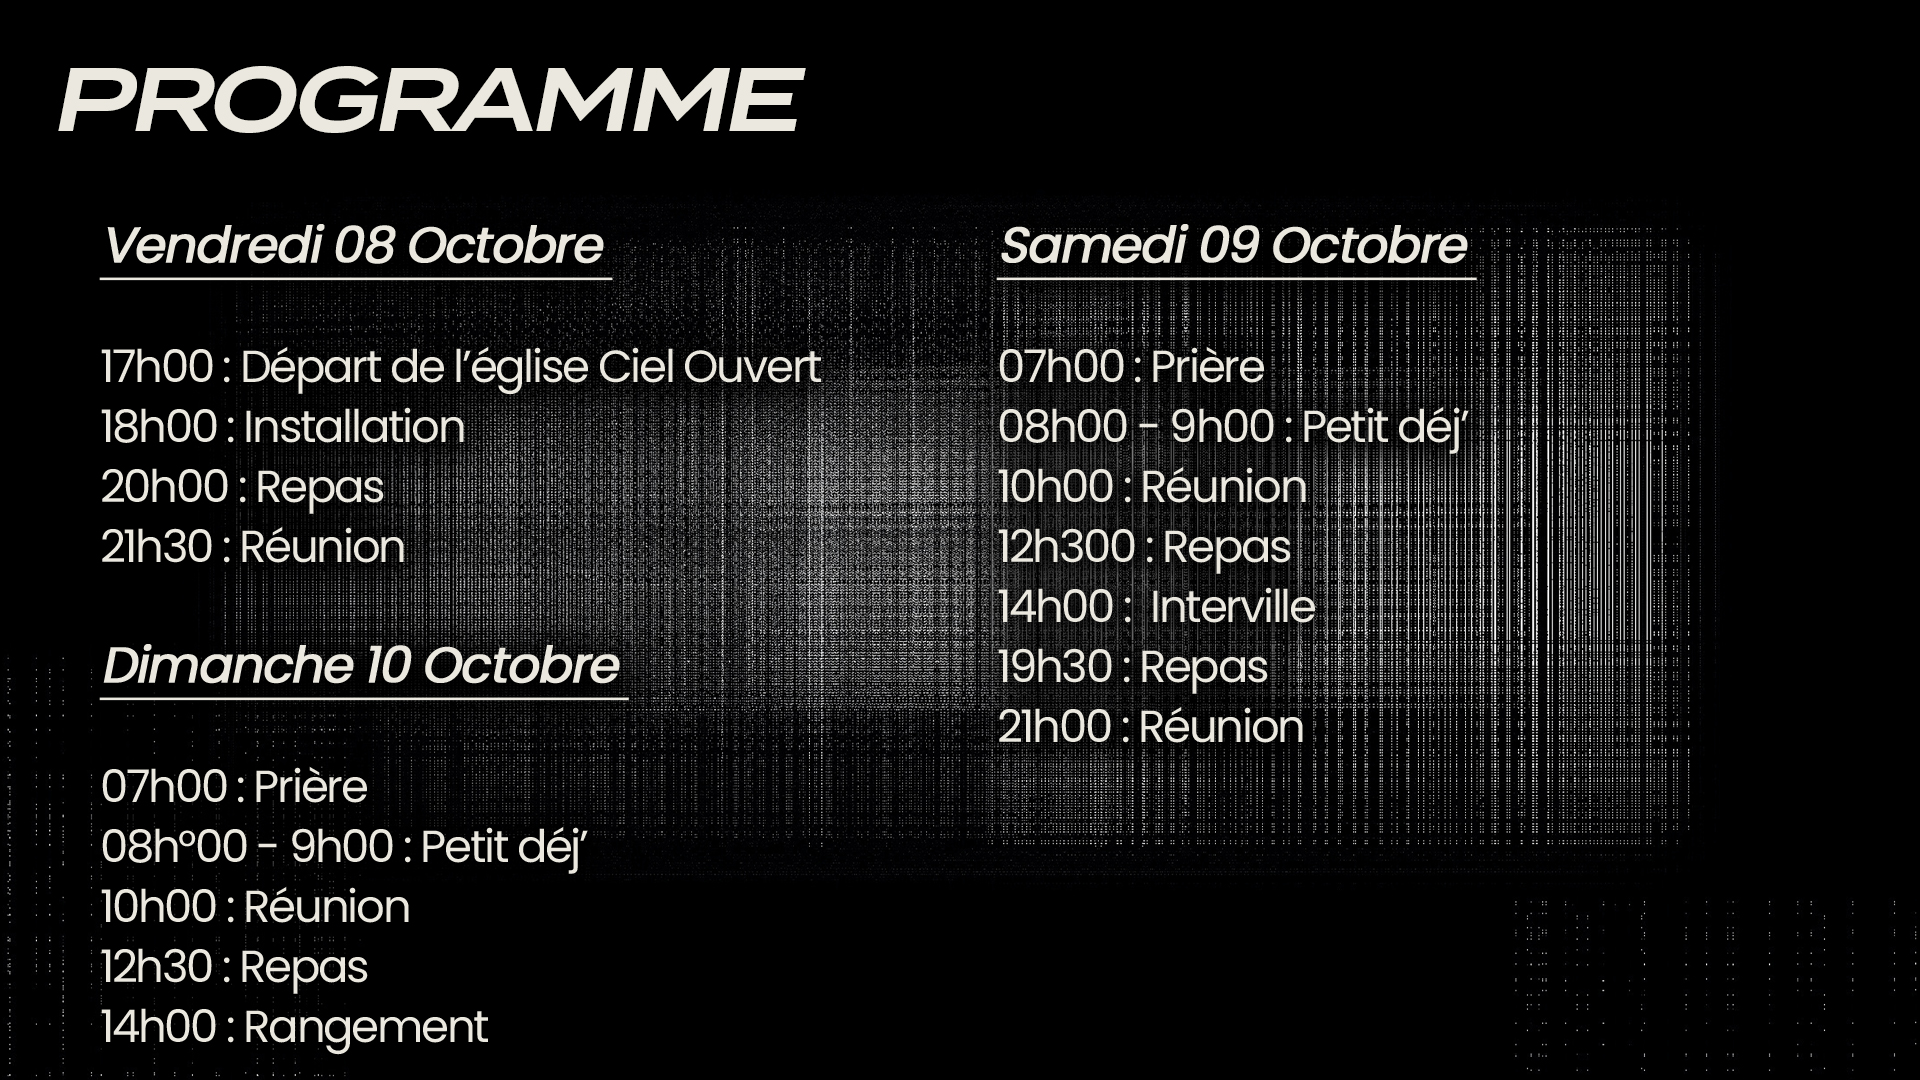 PROGRAMME
Vendredi 08 Octobre
17h00 : Départ de l’église Ciel Ouvert
18h00 : Installation
20h00 : Repas
21h30 : Réunion
Dimanche 10 Octobre
07h00 : Prière
08h°00 - 9h00 : Petit déj’
10h00 : Réunion
12h30 : Repas
14h00 : Rangement
Samedi 09 Octobre
07h00 : Prière
08h00 - 9h00 : Petit déj’
10h00 : Réunion
12h300 : Repas
14h00 :  Interville
19h30 : Repas
21h00 : Réunion